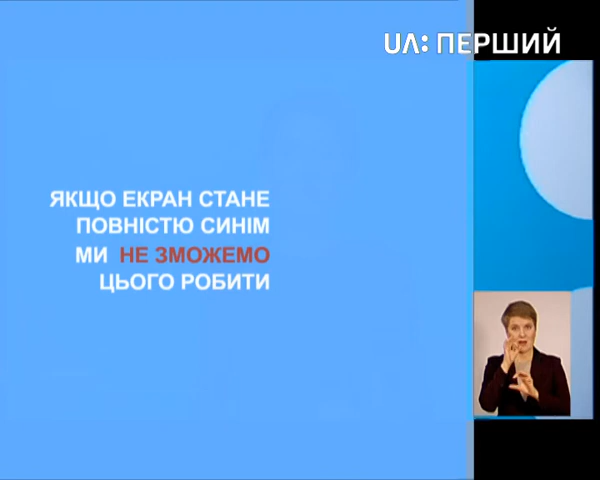 UA: ПЕРШИЙ
ЯКЩО ЕКРАН СТАНЕ
ПОВНІСТЮ СИНІМ
МИ НЕ ЗМОЖЕМО
ЦЬОГО РОБИТИ